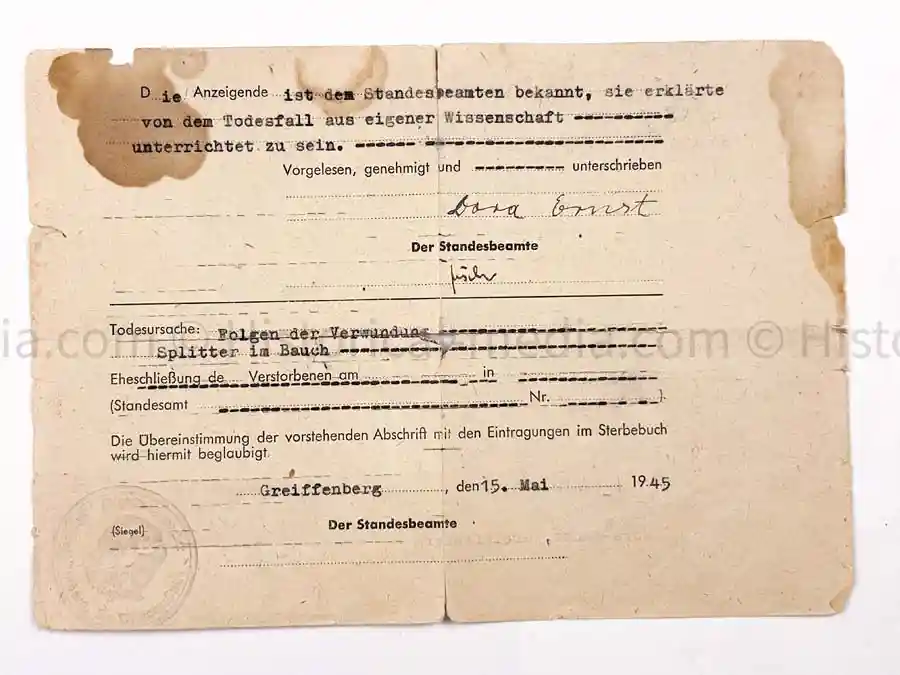 Die Anzeigende ist dem Standesbeamten bekannt, sie erklärte
von dem Todesfall aus eigener Wissenschaft
unterrichtet zu sein.
Vorgelesen, genehmigt und unterschrieben
Dora Ernst
Der Standesbeamte
Todesursache: Folgen der Verwundung
Splitter im Bauch
Eheschließung de Verstorbenen am in
(Standesamt Nr. ).
Die Übereinstimmung der vorstehenden Abschrift mit den Eintragungen im Sterbebuch
wird hiermit beglaubigt.
Greiffenberg, den 15. Mai 1945
(Siegel)
Der Standesbeamte